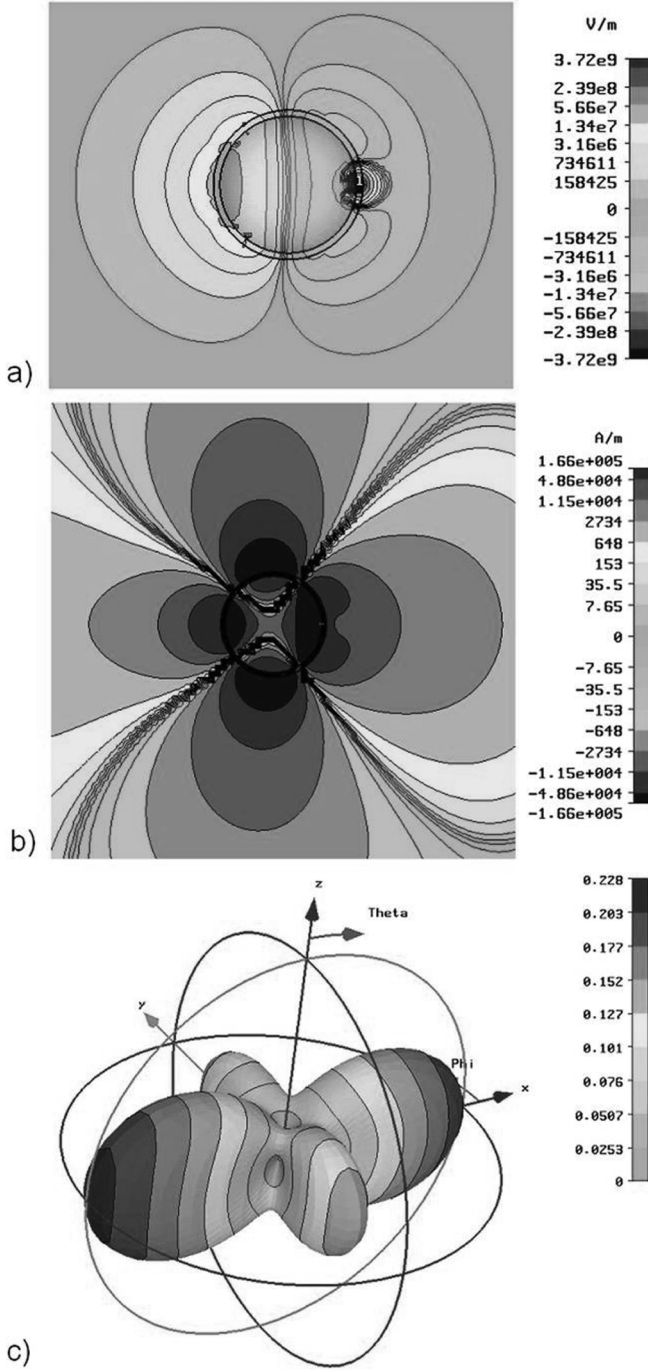 V/m
3.72e9
2.39e8
5.66e7
1.34e7
3.16e6
734611
158425
0
-158425
-734611
-3.16e6
-1.34e7
-5.66e7
-2.39e8
-3.72e9
1
a)
A/m
1.66e+005
4.86e+004
1.15e+004
2734
648
153
35.5
7.65
0
-7.65
-35.5
-153
-648
-2734
-1.15e+004
-4.86e+004
-1.66e+005
b)
z
Theta
y
Phi
x
0.228
0.203
0.177
0.152
0.127
0.101
0.076
0.0507
0.0253
0
c)